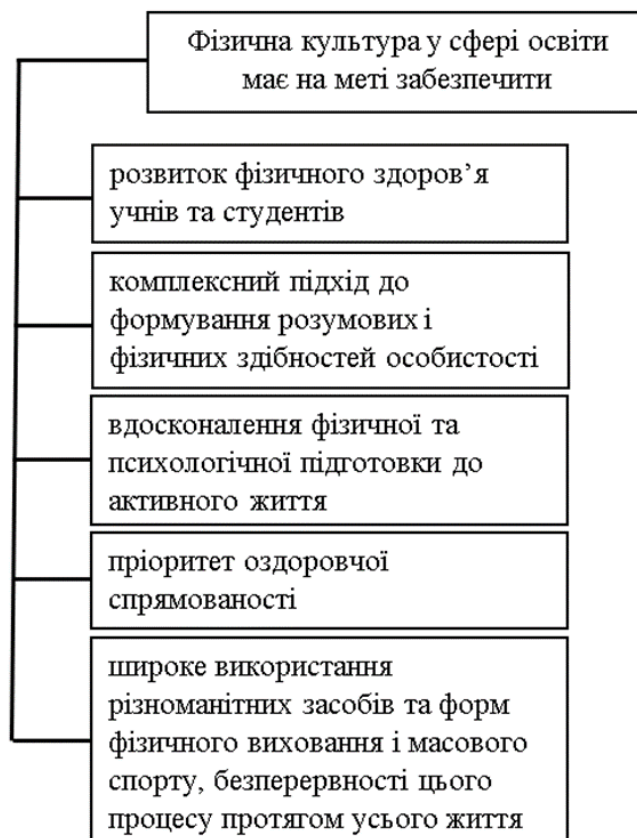 Фізична культура у сфері освіти
має на меті забезпечити
розвиток фізичного здоров’я
учнів та студентів
комплексний підхід до
формування розумових і
фізичних здібностей особистості
вдосконалення фізичної та
психологічної підготовки до
активного життя
пріоритет оздоровчої
спрямованості
широке використання
різноманітних засобів та форм
фізичного виховання і масового
спорту, безперервності цього
процесу протягом усього життя